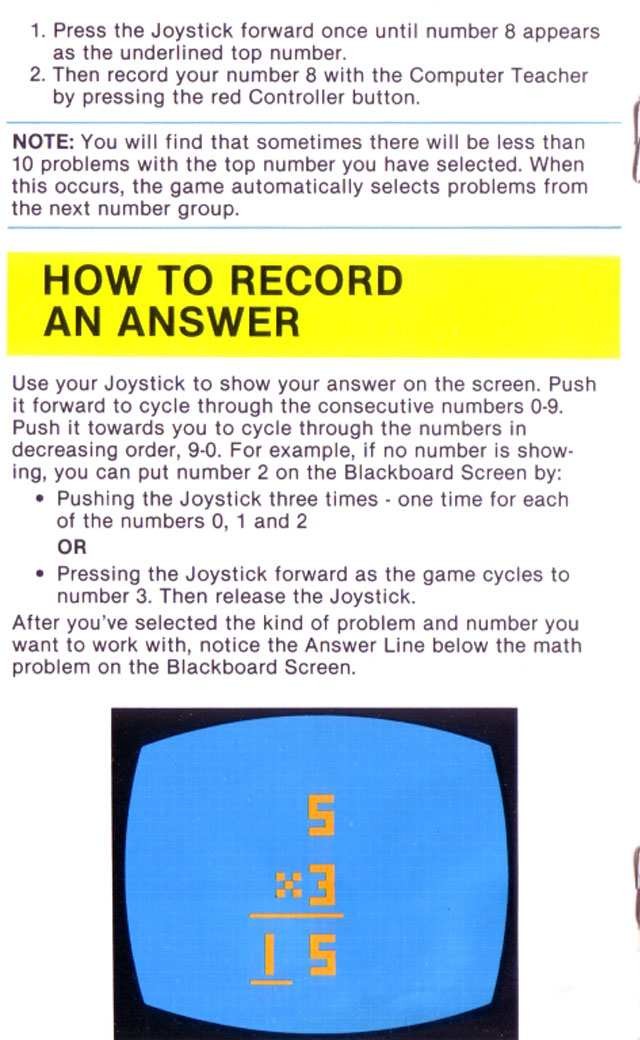 1. Press the Joystick forward once until number 8 appears
as the underlined top number.
2. Then record your number 8 with the Computer Teacher
by pressing the red Controller button.
NOTE: You will find that sometimes there will be less than
10 problems with the top number you have selected. When
this occurs, the game automatically selects problems from
the next number group.
HOW TO RECORD
AN ANSWER
Use your Joystick to show your answer on the screen. Push
it forward to cycle through the consecutive numbers 0-9.
Push it towards you to cycle through the numbers in
decreasing order, 9-0. For example, if no number is show-
ing, you can put number 2 on the Blackboard Screen by:
• Pushing the Joystick three times - one time for each
of the numbers 0, 1 and 2
OR
• Pressing the Joystick forward as the game cycles to
number 3. Then release the Joystick.
After you've selected the kind of problem and number you
want to work with, notice the Answer Line below the math
problem on the Blackboard Screen.
5
×3
1 5